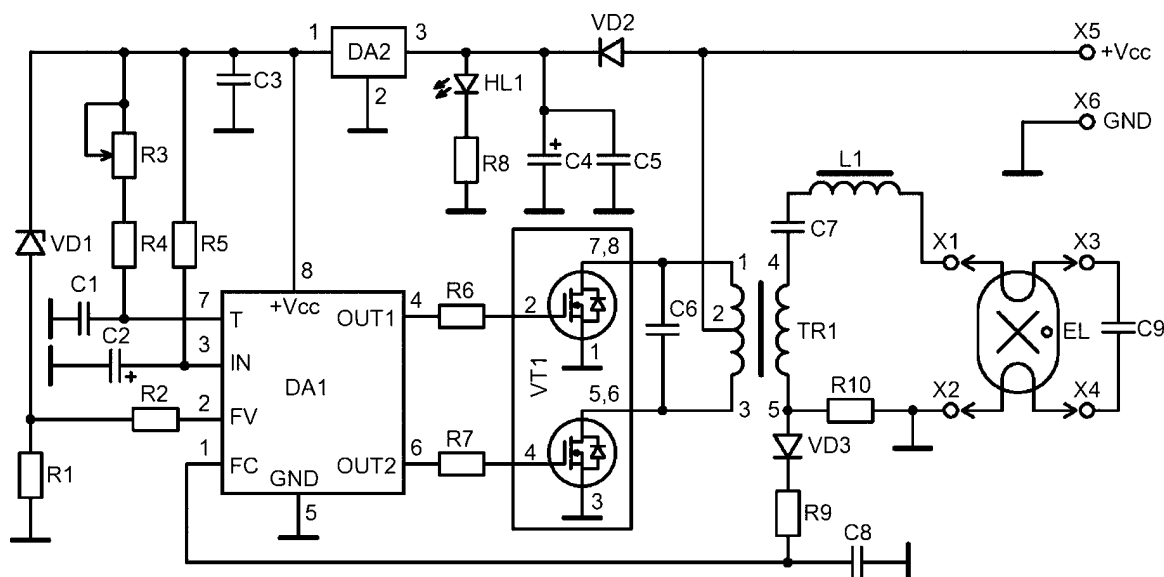 VD2
X5
1
3
+Vcc
DA2
C3
HL1
2
X6
GND
R3
R8
C4
+
C5
L1
VD1
R4
R5
C7
7,8
X1
X3
C1
8
1
4
7
+Vcc
4
R6
2
T
OUT1
C6
2
TR1
EL
C9
C2
3
IN
1
+
VT1
DA1
5,6
R10
X2
X4
R2
2
FV
3
5
1
R7
VD3
R1
FC
OUT2
6
4
GND
3
5
R9
C8